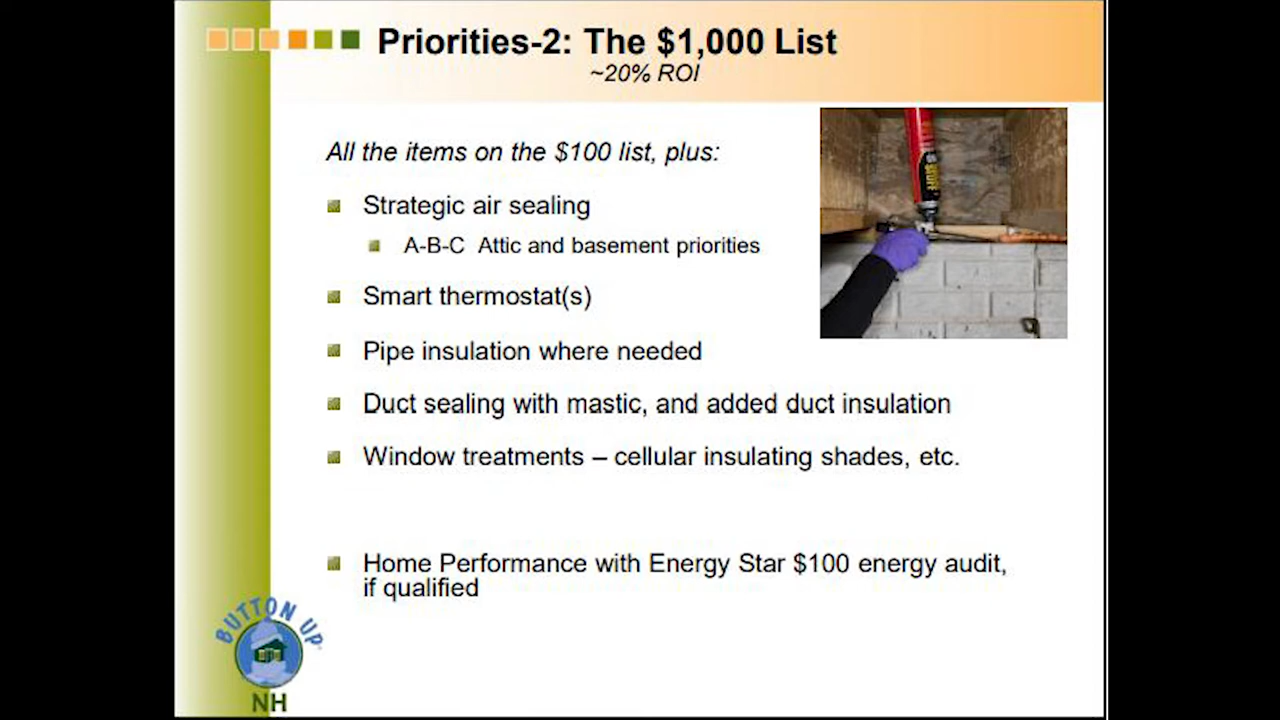 Priorities-2: The $1,000 List
~20% ROI
All the items on the $100 list, plus:
Strategic air sealing
A-B-C Attic and basement priorities
Smart thermostat(s)
Pipe insulation where needed
Duct sealing with mastic, and added duct insulation
Window treatments – cellular insulating shades, etc.
Home Performance with Energy Star $100 energy audit,
if qualified
BUTTON UP
NH